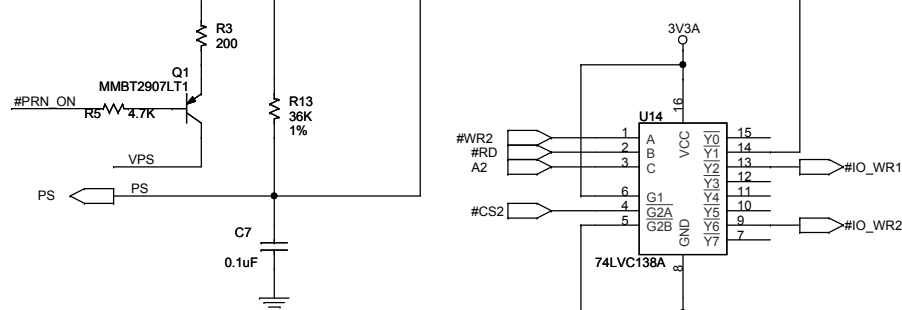 R3
200
Q1
MMBT2907LT1
#PRN_ON
R5
4.7K
VPS
PS
PS
R13
36K
1%
C7
0.1uF
3V3A
16
U14
#WR2
#RD
A2
#CS2
1
2
3
6
4
5
A
B
C
G1
G2A
G2B
VCC
GND
Y0
Y1
Y2
Y3
Y4
Y5
Y6
Y7
15
14
13
12
11
10
9
7
#IO_WR1
#IO_WR2
74LVC138A
8